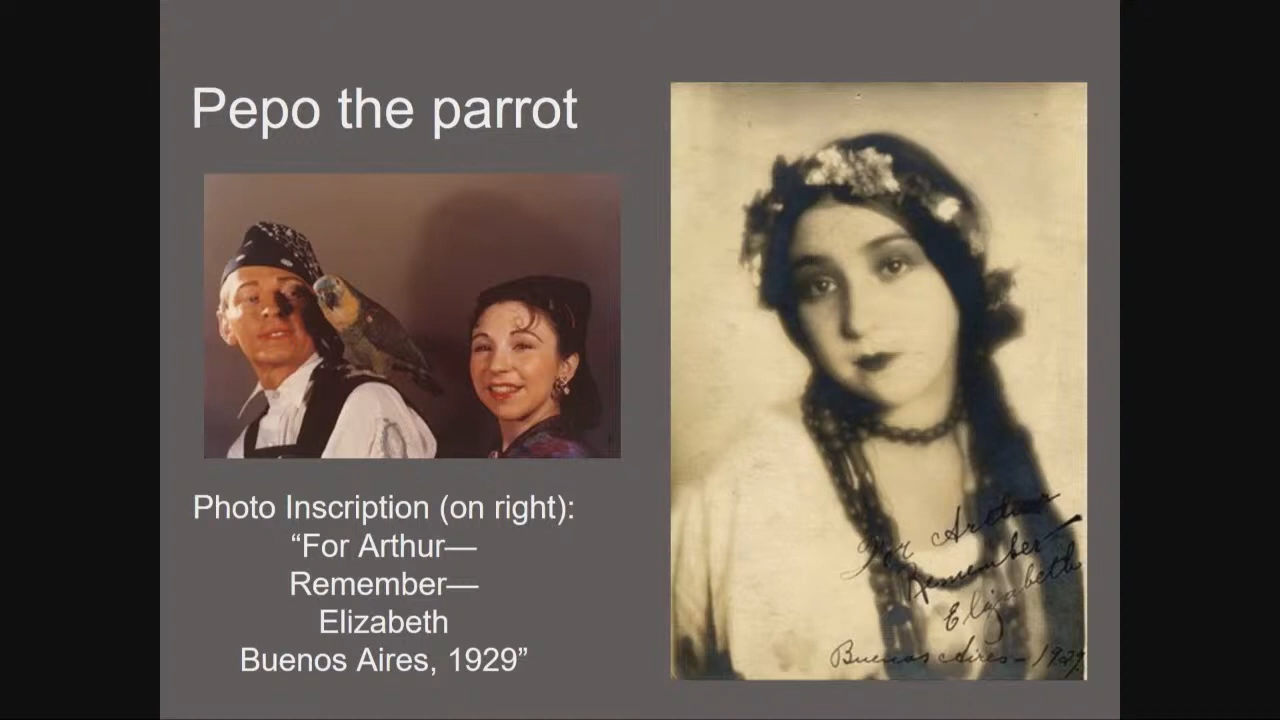 Pepo the parrot
Photo Inscription (on right):
“For Arthur—
Remember—
Elizabeth
Buenos Aires, 1929”
For Arthur
Remember—
Elizabeth
Buenos Aires – 1929